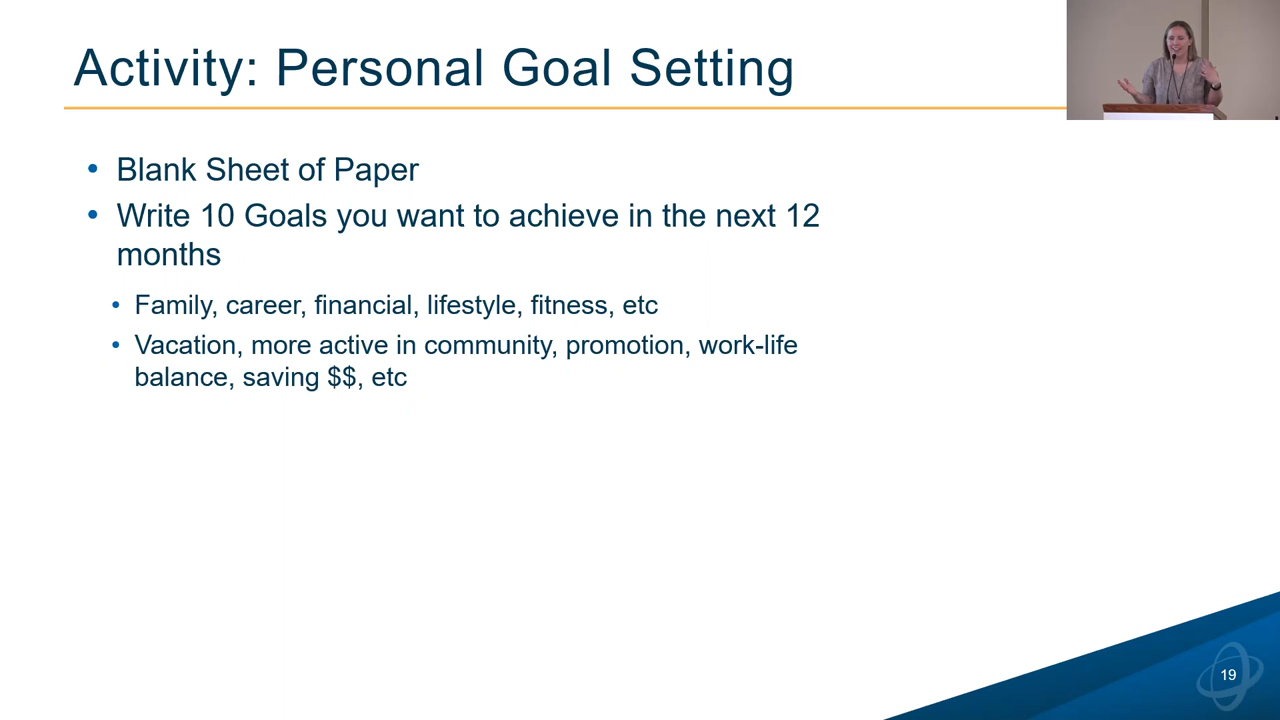 Activity: Personal Goal Setting
• Blank Sheet of Paper
• Write 10 Goals you want to achieve in the next 12
months
• Family, career, financial, lifestyle, fitness, etc
• Vacation, more active in community, promotion, work-life
balance, saving $$, etc
19